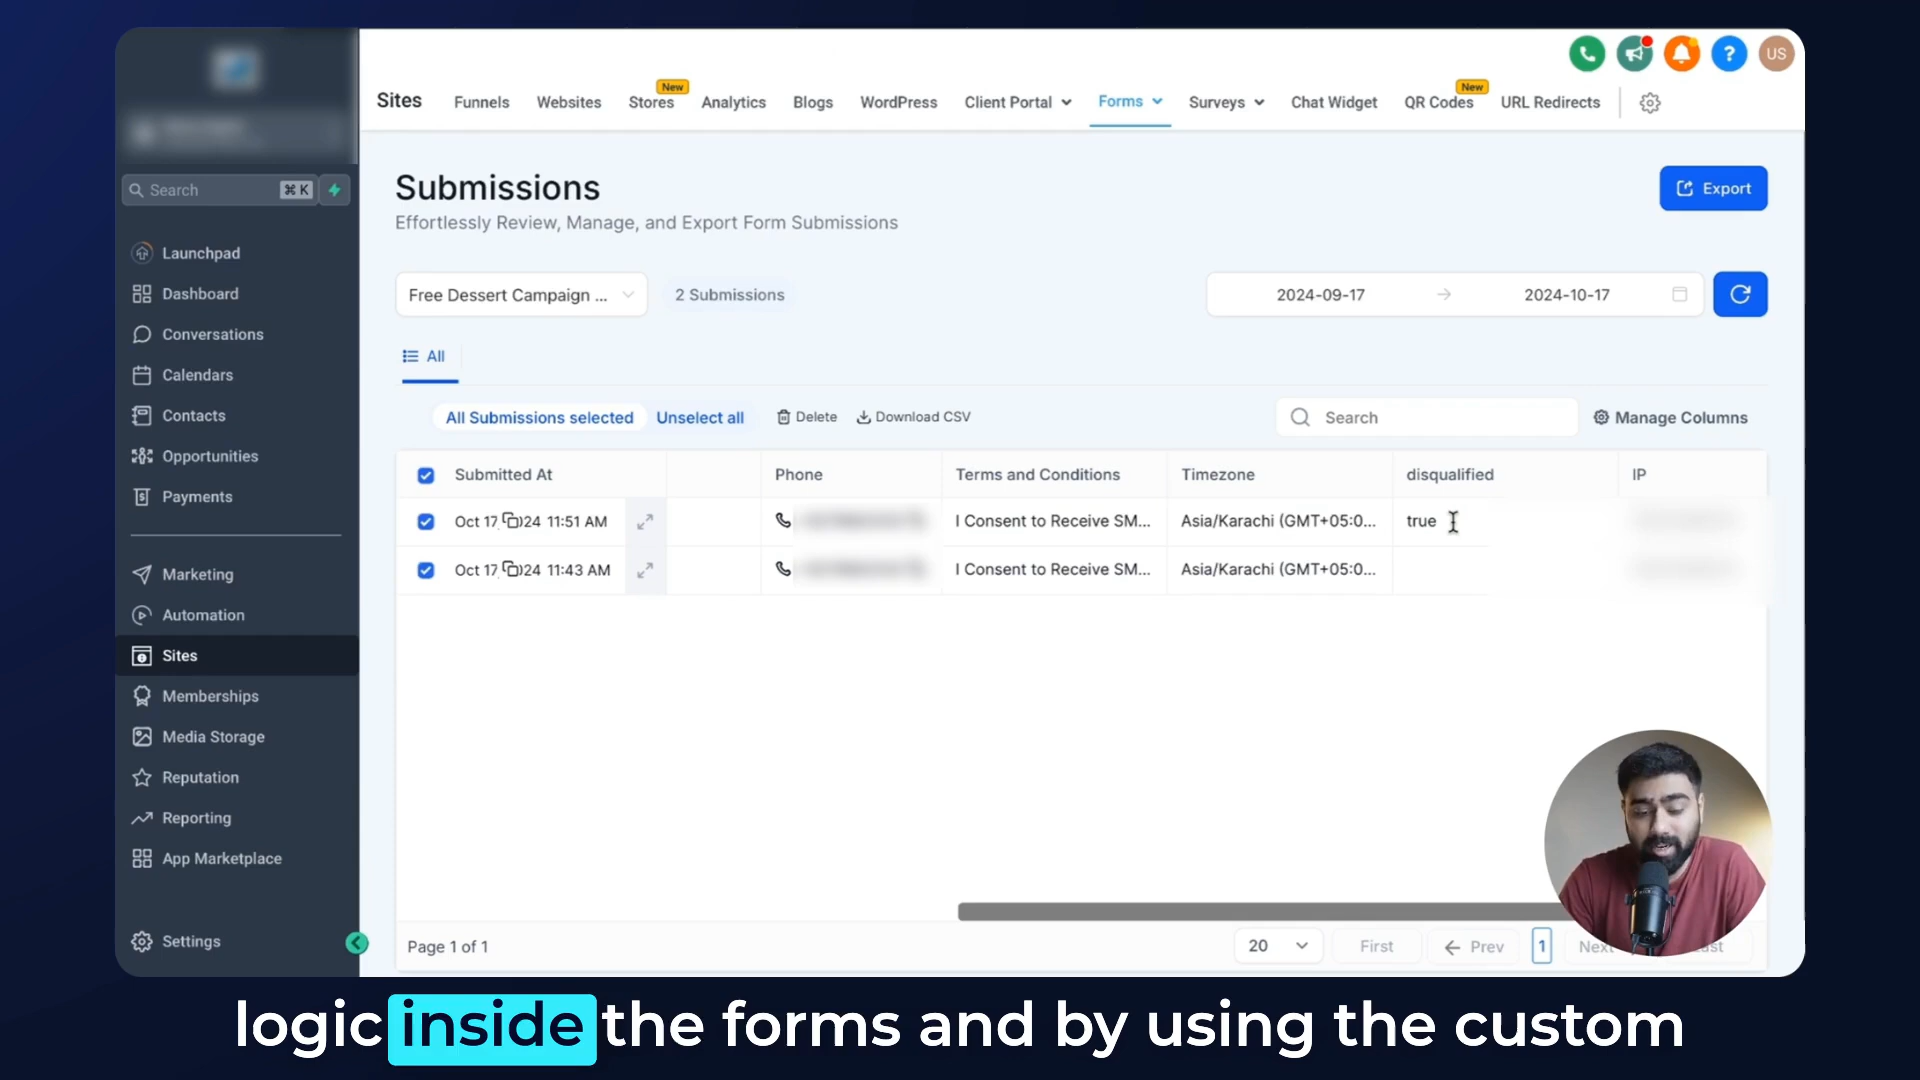 US
Sites
Funnels
Websites
Stores
New
Analytics
Blogs
WordPress
Client Portal
Forms
Surveys
Chat Widget
QR Codes
New
URL Redirects
Search
⌘ K
Launchpad
Dashboard
Conversations
Calendars
Contacts
Opportunities
Payments
Marketing
Automation
Sites
Memberships
Media Storage
Reputation
Reporting
App Marketplace
Settings
Submissions
Export
Effortlessly Review, Manage, and Export Form Submissions
Free Dessert Campaign ...
2 Submissions
2024-09-17 → 2024-10-17
All
All Submissions selected
Unselect all
Delete
Download CSV
Search
Manage Columns
Submitted At
Phone
Terms and Conditions
Timezone
disqualified
IP
Oct 17, 24 11:51 AM
I Consent to Receive SM...
Asia/Karachi (GMT+05:0...
true
Oct 17, 24 11:43 AM
I Consent to Receive SM...
Asia/Karachi (GMT+05:0...
Page 1 of 1
20
First
← Prev
1
logic inside the forms and by using the custom